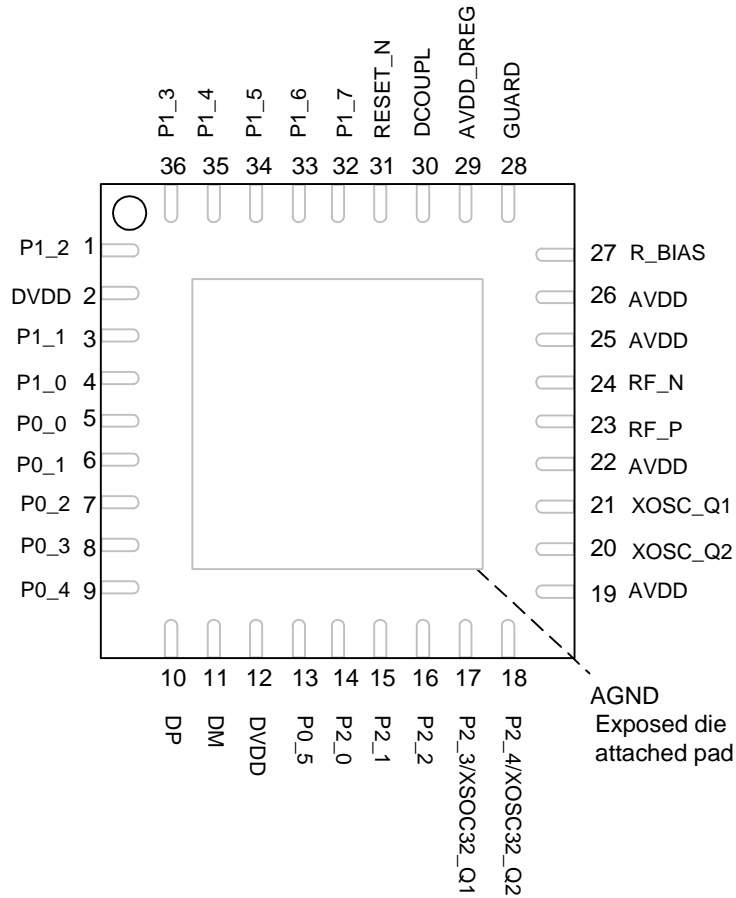 P1_3
P1_4
P1_5
P1_6
P1_7
RESET_N
DCOUPL
AVDD_DREG
GUARD
36 35 34 33 32 31 30 29 28
P1_2 1
DVDD 2
P1_1 3
P1_0 4
P0_0 5
P0_1 6
P0_2 7
P0_3 8
P0_4 9
27 R_BIAS
26 AVDD
25 AVDD
24 RF_N
23 RF_P
22 AVDD
21 XOSC_Q1
20 XOSC_Q2
19 AVDD
10 11 12 13 14 15 16 17 18
DP
DM
DVDD
P0_5
P2_0
P2_1
P2_2
P2_3/XSOC32_Q1
P2_4/XOSC32_Q2
AGND
Exposed die
attached pad